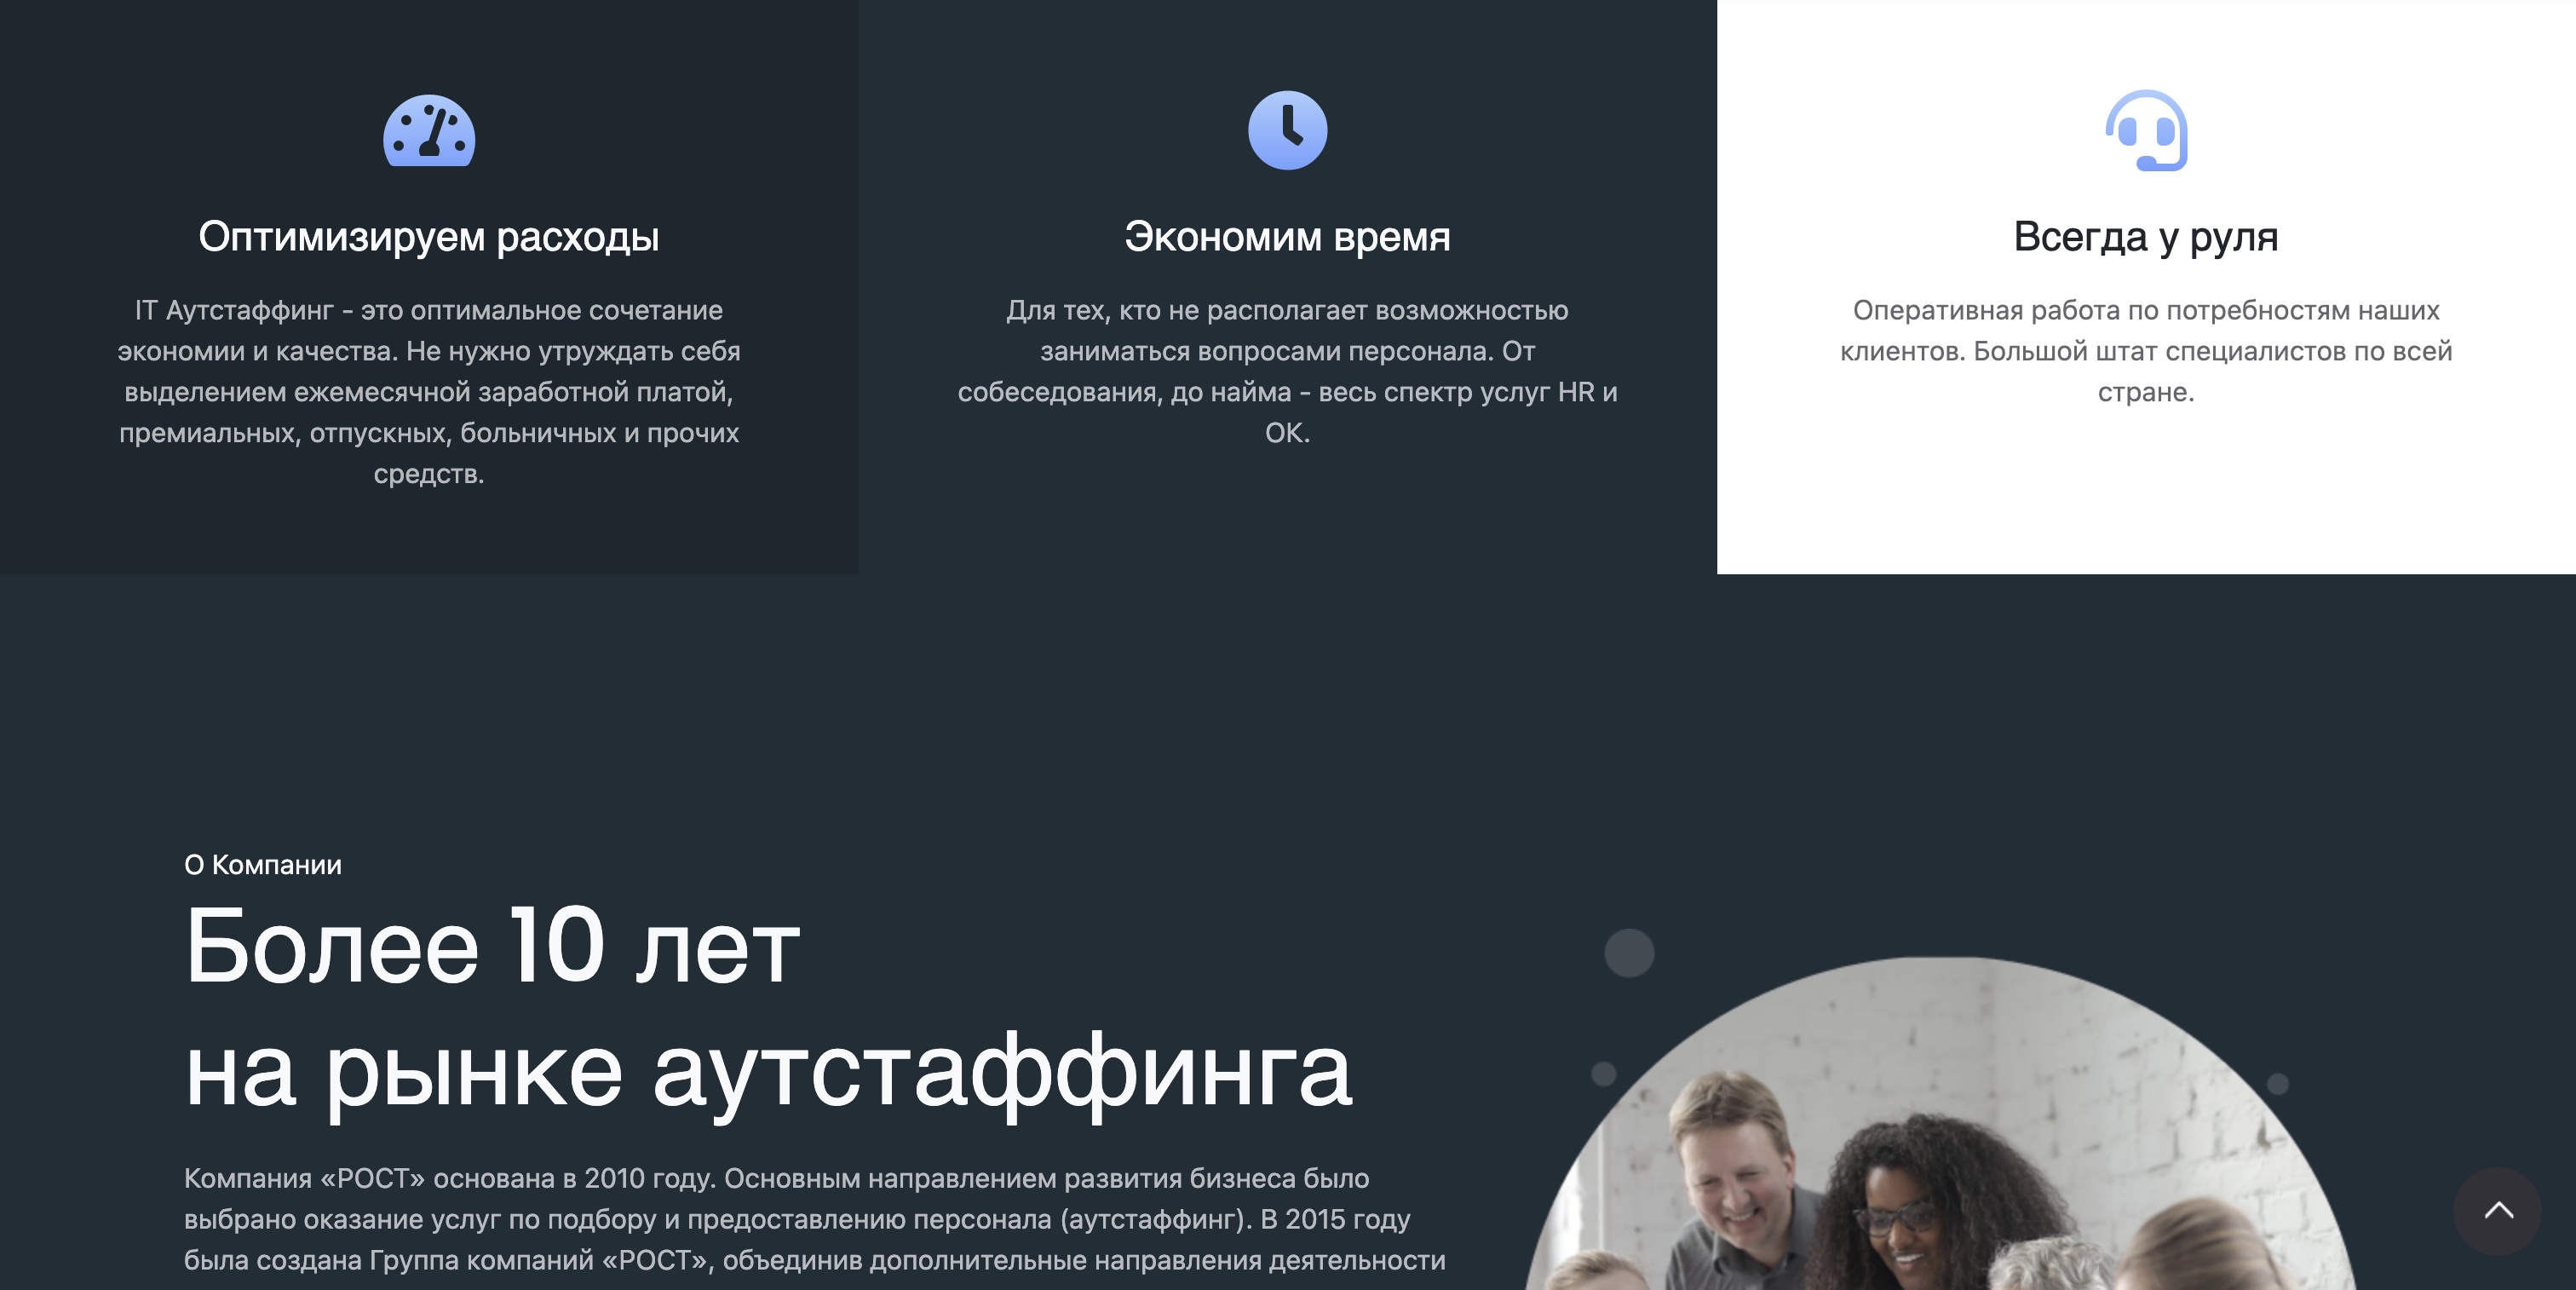 Оптимизируем расходы
IT Аутстаффинг - это оптимальное сочетание
экономии и качества. Не нужно утруждать себя
выделением ежемесячной заработной платой,
премиальных, отпускных, больничных и прочих
средств.
Экономим время
Для тех, кто не располагает возможностью
заниматься вопросами персонала. От
собеседования, до найма - весь спектр услуг HR и
ОК.
Всегда у руля
Оперативная работа по потребностям наших
клиентов. Большой штат специалистов по всей
стране.
О Компании
Более 10 лет
на рынке аутстаффинга
Компания «РОСТ» основана в 2010 году. Основным направлением развития бизнеса было
выбрано оказание услуг по подбору и предоставлению персонала (аутстаффинг). В 2015 году
была создана Группа компаний «РОСТ», объединив дополнительные направления деятельности